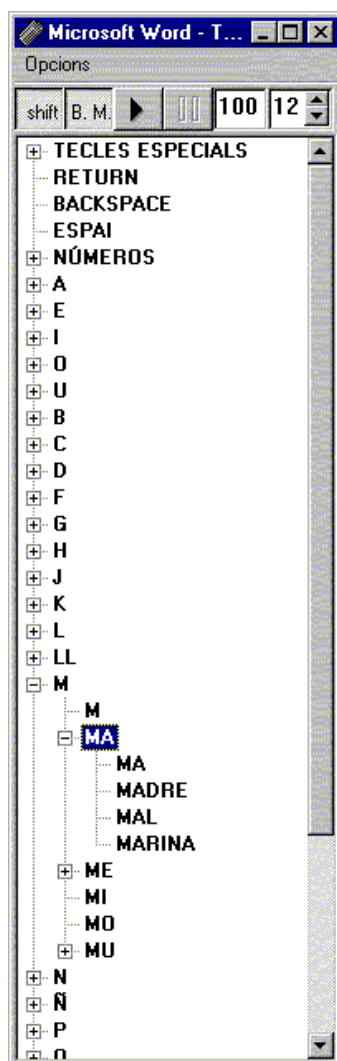 Microsoft Word - T...
Opcions
shift B. M. 100 12
TECLES ESPECIALS
RETURN
BACKSPACE
ESPAI
NÚMEROS
A
E
I
O
U
B
C
D
F
G
H
J
K
L
LL
M
M
MA
MA
MADRE
MAL
MARINA
ME
MI
MO
MU
N
Ñ
P